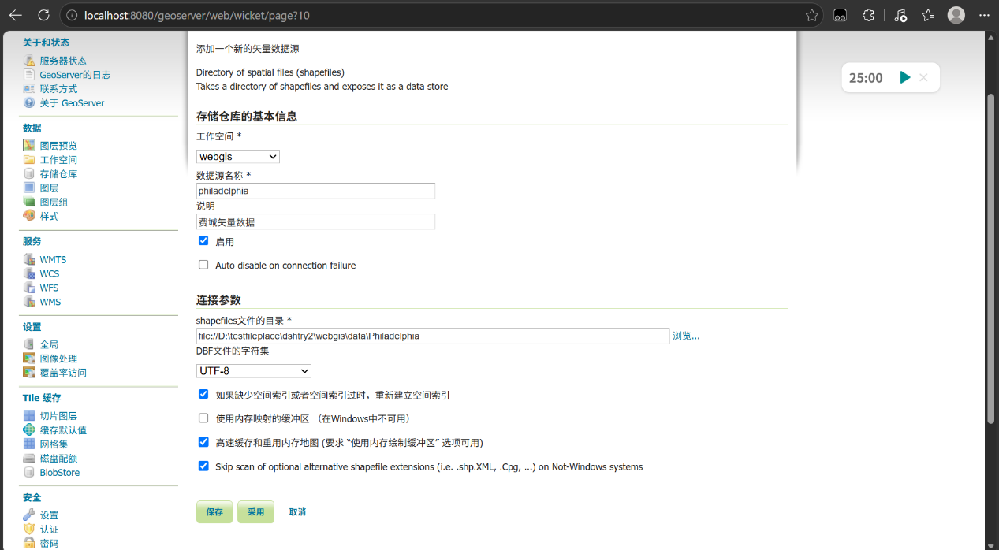 localhost:8080/geoserver/web/wicket/page?10
关于和状态
服务器状态
GeoServer的日志
联系方式
关于 GeoServer
数据
图层预览
工作空间
存储仓库
图层
图层组
样式
服务
WMTS
WCS
WFS
WMS
设置
全局
图像处理
覆盖率访问
Tile 缓存
切片图层
缓存默认值
网格集
磁盘配额
BlobStore
安全
设置
认证
密码
添加一个新的矢量数据源
Directory of spatial files (shapefiles)
Takes a directory of shapefiles and exposes it as a data store
存储仓库的基本信息
工作空间 *
webgis
数据源名称 *
philadelphia
说明
费城矢量数据
启用
Auto disable on connection failure
连接参数
shapefiles文件的目录 *
file://D:\testfileplace\dshtry2\webgis\data\Philadelphia
浏览...
DBF文件的字符集
UTF-8
如果缺少空间索引或者空间索引过时，重新建立空间索引
使用内存映射的缓冲区 （在Windows中不可用）
高速缓存和重用内存地图 (要求 “使用内存绘制缓冲区” 选项可用)
Skip scan of optional alternative shapefile extensions (i.e. .shp.XML, .Cpg, ...) on Not-Windows systems
保存 采用 取消
25:00